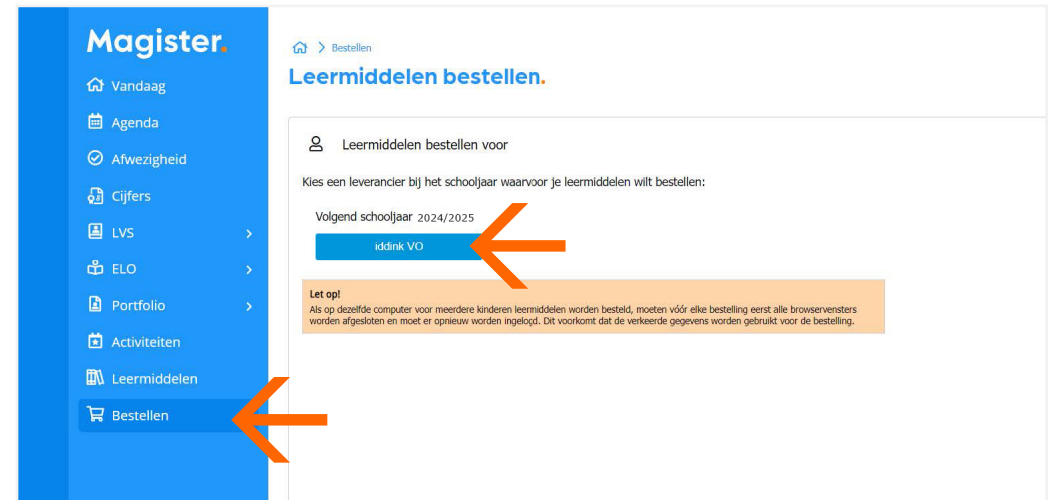 Magister.
Vandaag
Agenda
Afwezigheid
Cijfers
LVS
ELO
Portfolio
Activiteiten
Leermiddelen
Bestellen
Bestellen
Leermiddelen bestellen.
Leermiddelen bestellen voor
Kies een leverancier bij het schooljaar waarvoor je leermiddelen wilt bestellen:
Volgend schooljaar 2024/2025
iddink VO
Let op!
Als op dezelfde computer voor meerdere kinderen leermiddelen worden besteld, moeten vóór elke bestelling eerst alle browservensters
worden afgesloten en moet er opnieuw worden ingelogd. Dit voorkomt dat de verkeerde gegevens worden gebruikt voor de bestelling.